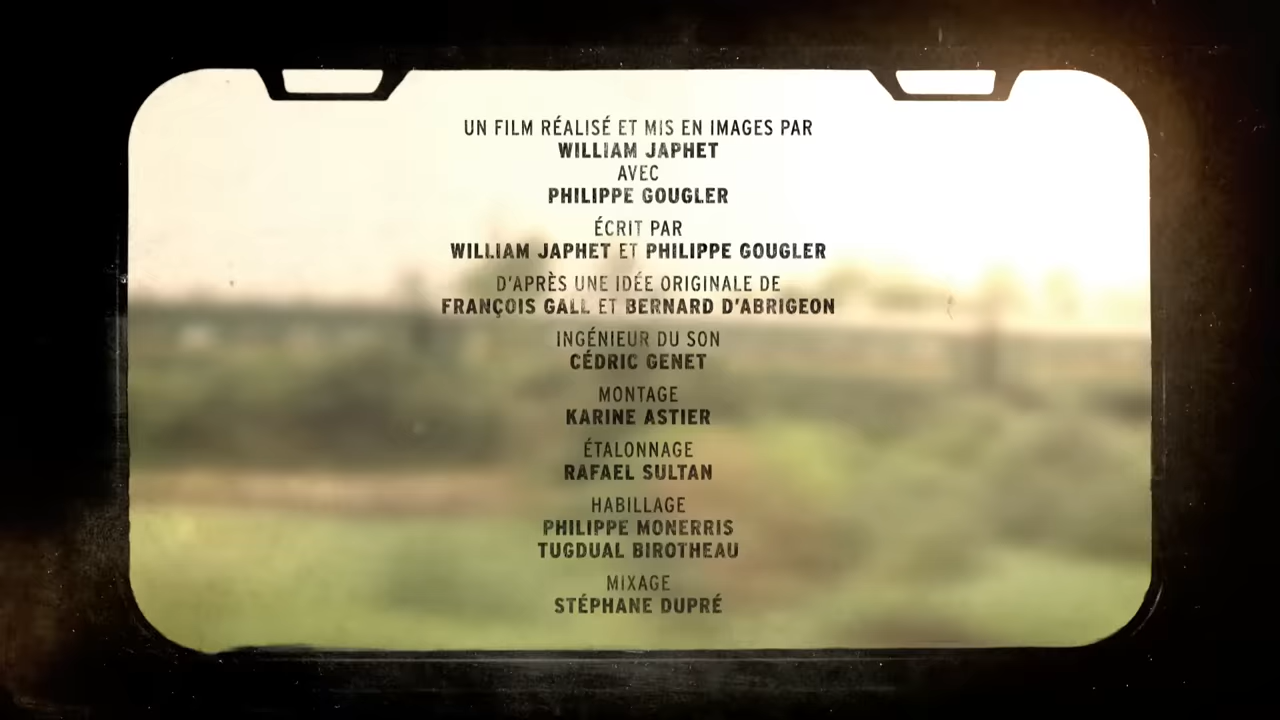 UN FILM RÉALISÉ ET MIS EN IMAGES PAR
WILLIAM JAPHET
AVEC
PHILIPPE GOUGLER
ÉCRIT PAR
WILLIAM JAPHET ET PHILIPPE GOUGLER
D'APRÈS UNE IDÉE ORIGINALE DE
FRANÇOIS GALL ET BERNARD D'ABRIGEON
INGÉNIEUR DU SON
CÉDRIC GENET
MONTAGE
KARINE ASTIER
ÉTALONNAGE
RAFAEL SULTAN
HABILLAGE
PHILIPPE MONERRIS
TUGDUAL BIROTHEAU
MIXAGE
STÉPHANE DUPRÉ